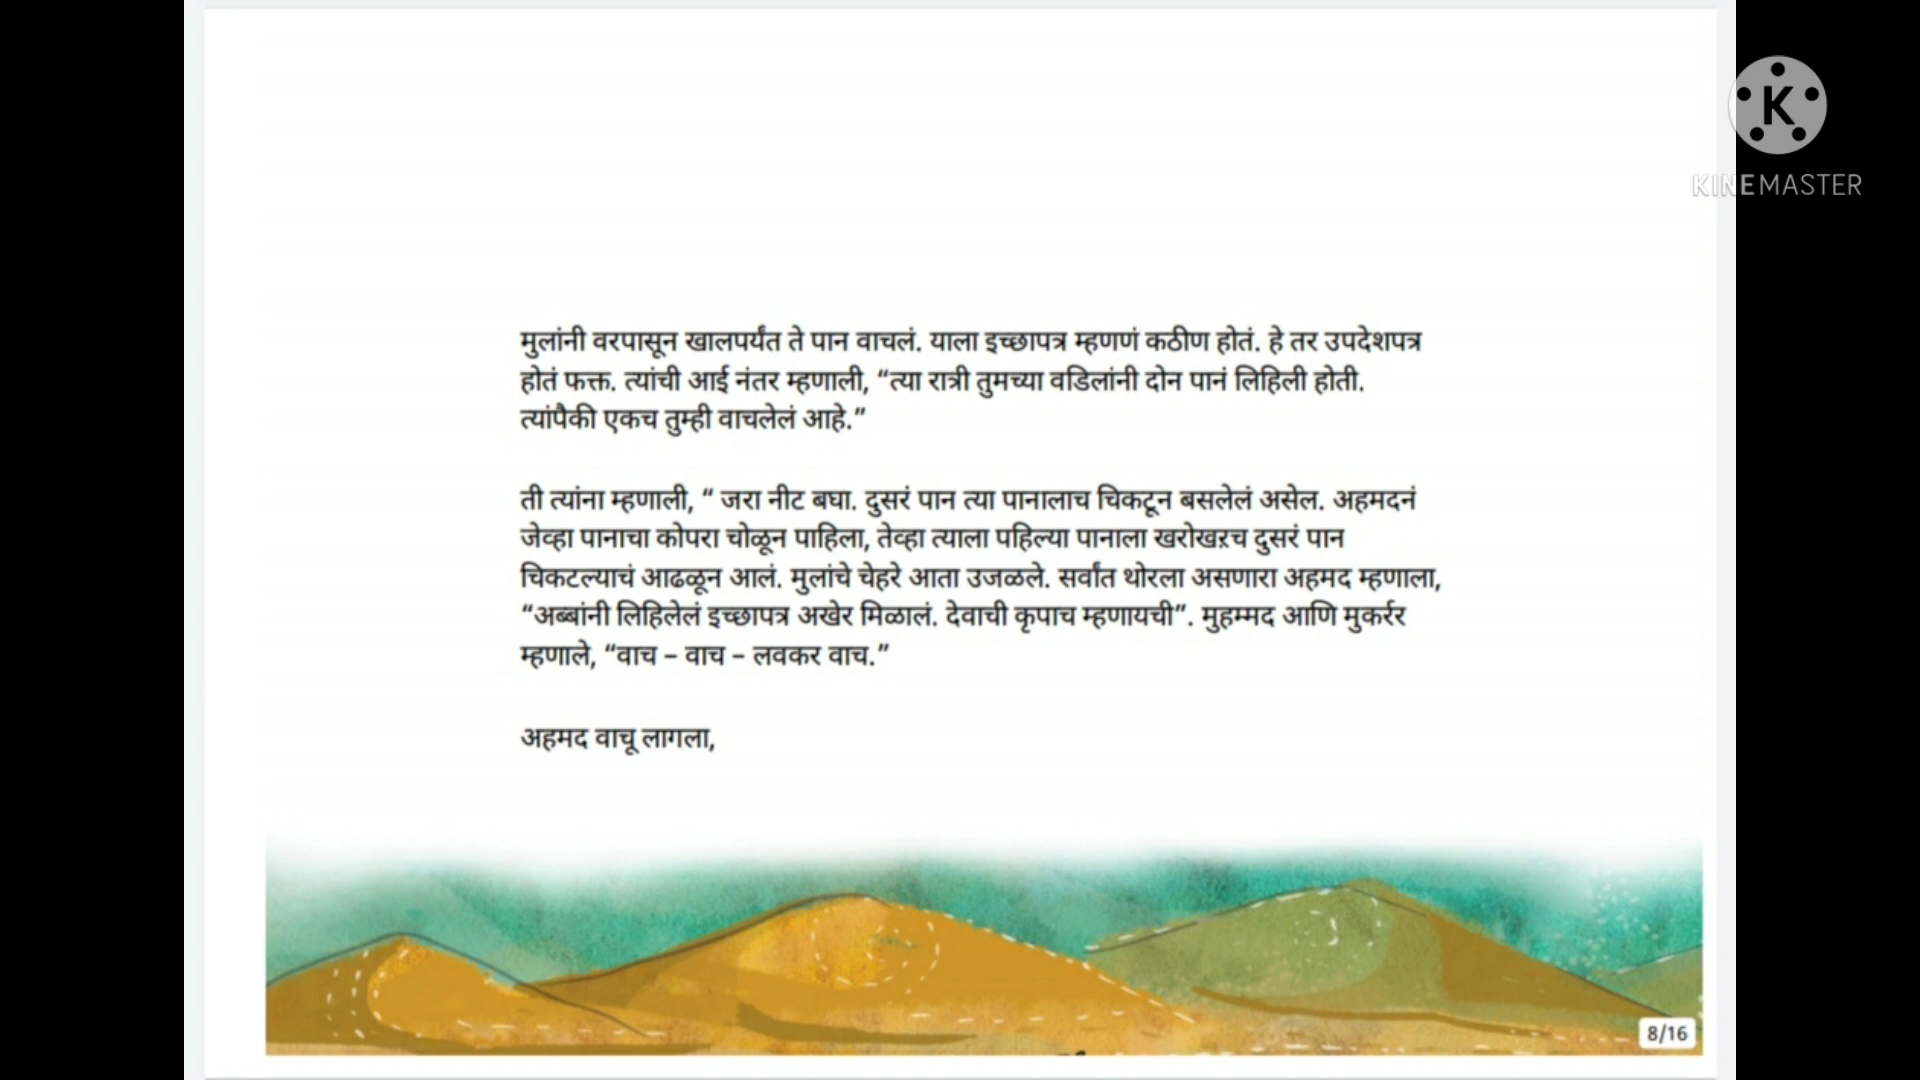 K
KINEMASTER
मुलांनी वरपासून खालपर्यंत ते पान वाचलं. याला इच्छापत्र म्हणणं कठीण होतं. हे तर उपदेशपत्र
होतं फक्त. त्यांची आई नंतर म्हणाली, “त्या रात्री तुमच्या वडिलांनी दोन पानं लिहिली होती.
त्यांपैकी एकच तुम्ही वाचलेलं आहे.”
ती त्यांना म्हणाली, “ जरा नीट बघा. दुसरं पान त्या पानालाच चिकटून बसलेलं असेल. अहमदनं
जेव्हा पानाचा कोपरा चोळून पाहिला, तेव्हा त्याला पहिल्या पानाला खरोखऱच दुसरं पान
चिकटल्याचं आढळून आलं. मुलांचे चेहरे आता उजळले. सर्वांत थोरला असणारा अहमद म्हणाला,
“अब्बांनी लिहिलेलं इच्छापत्र अखेर मिळालं. देवाची कृपाच म्हणायची”. मुहम्मद आणि मुकर्रर
म्हणाले, “वाच – वाच – लवकर वाच.”
अहमद वाचू लागला,
8/16